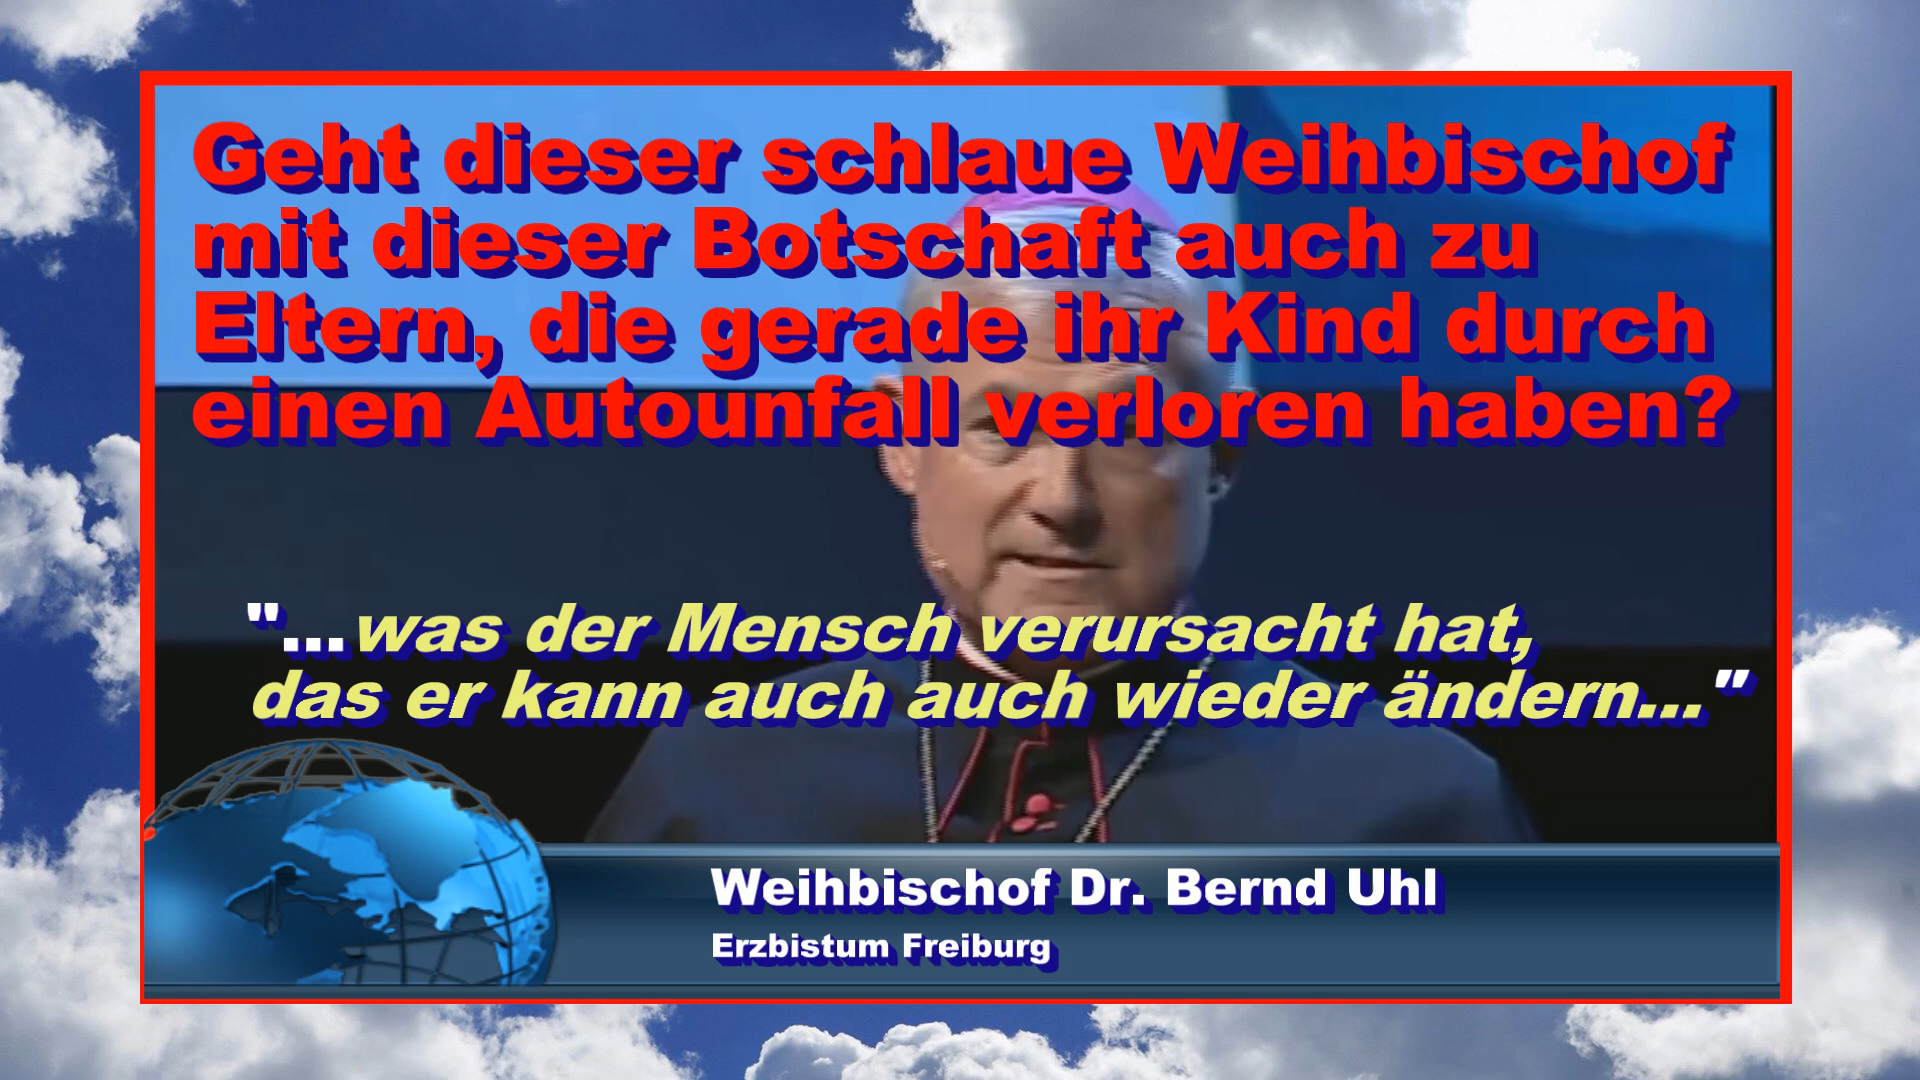 Geht dieser schlaue Weihbischof
mit dieser Botschaft auch zu
Eltern, die gerade ihr Kind durch
einen Autounfall verloren haben?
"...was der Mensch verursacht hat,
das er kann auch auch wieder ändern..."
Weihbischof Dr. Bernd Uhl
Erzbistum Freiburg